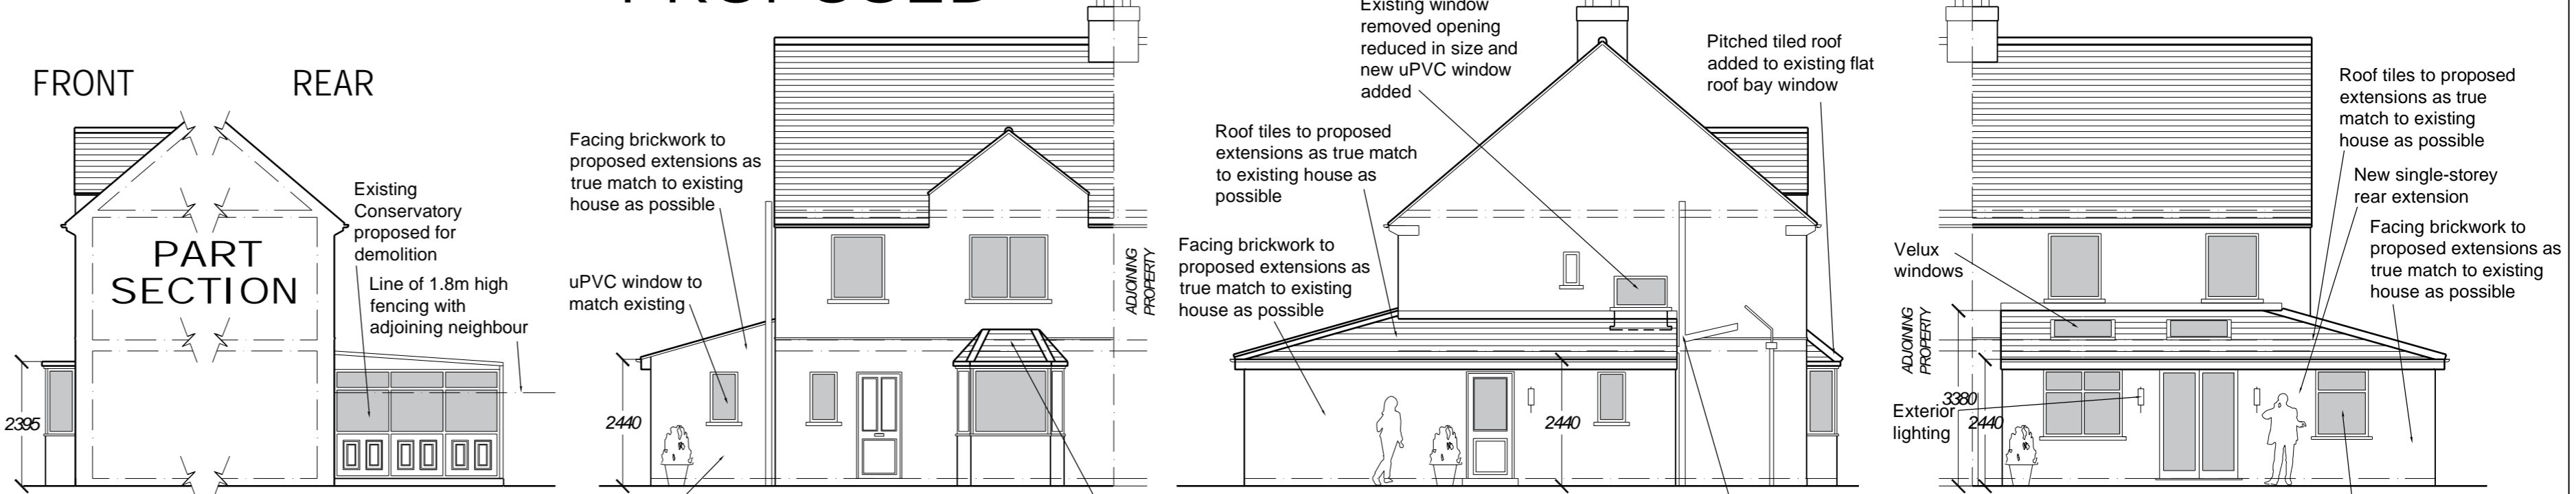 PROPOSED
FRONT
REAR
PART
SECTION
Existing
Conservatory
proposed for
demolition
Line of 1.8m high
fencing with
adjoining neighbour
2395
Facing brickwork to
proposed extensions as
true match to existing
house as possible
uPVC window to
match existing
2440
ADJOINING
PROPERTY
Existing window
removed opening
reduced in size and
new uPVC window
added
Pitched tiled roof
added to existing flat
roof bay window
Roof tiles to proposed
extensions as true match
to existing house as
possible
Facing brickwork to
proposed extensions as
true match to existing
house as possible
2440
Roof tiles to proposed
extensions as true
match to existing
house as possible
New single-storey
rear extension
Facing brickwork to
proposed extensions as
true match to existing
house as possible
Velux
windows
ADJOINING
PROPERTY
3380
Exterior
lighting
2440